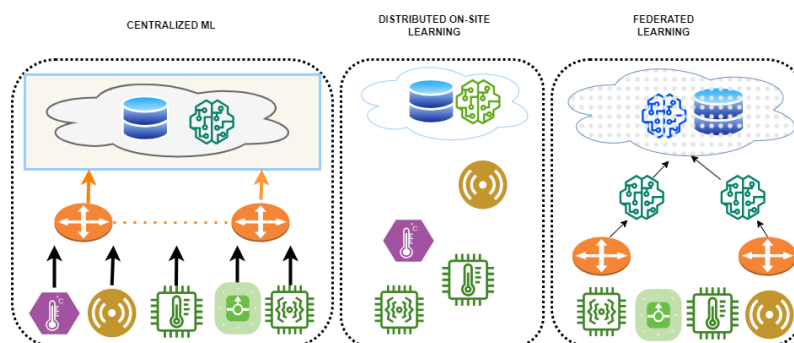 CENTRALIZED ML
DISTRIBUTED ON-SITE
LEARNING
FEDERATED
LEARNING
°C
°C